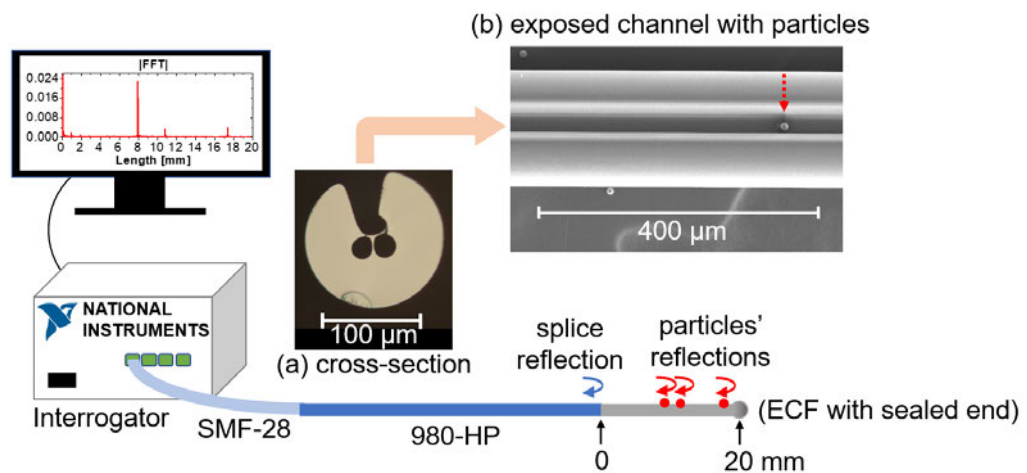 (b) exposed channel with particles
|FFT|
0.024
0.016
0.008
0.000
0 2 4 6 8 10 12 14 16 18 20
Length [mm]
400 µm
100 µm
(a) cross-section
NATIONAL
INSTRUMENTS
Interrogator
SMF-28
980-HP
splice
reflection
particles’
reflections
(ECF with sealed end)
0
20 mm